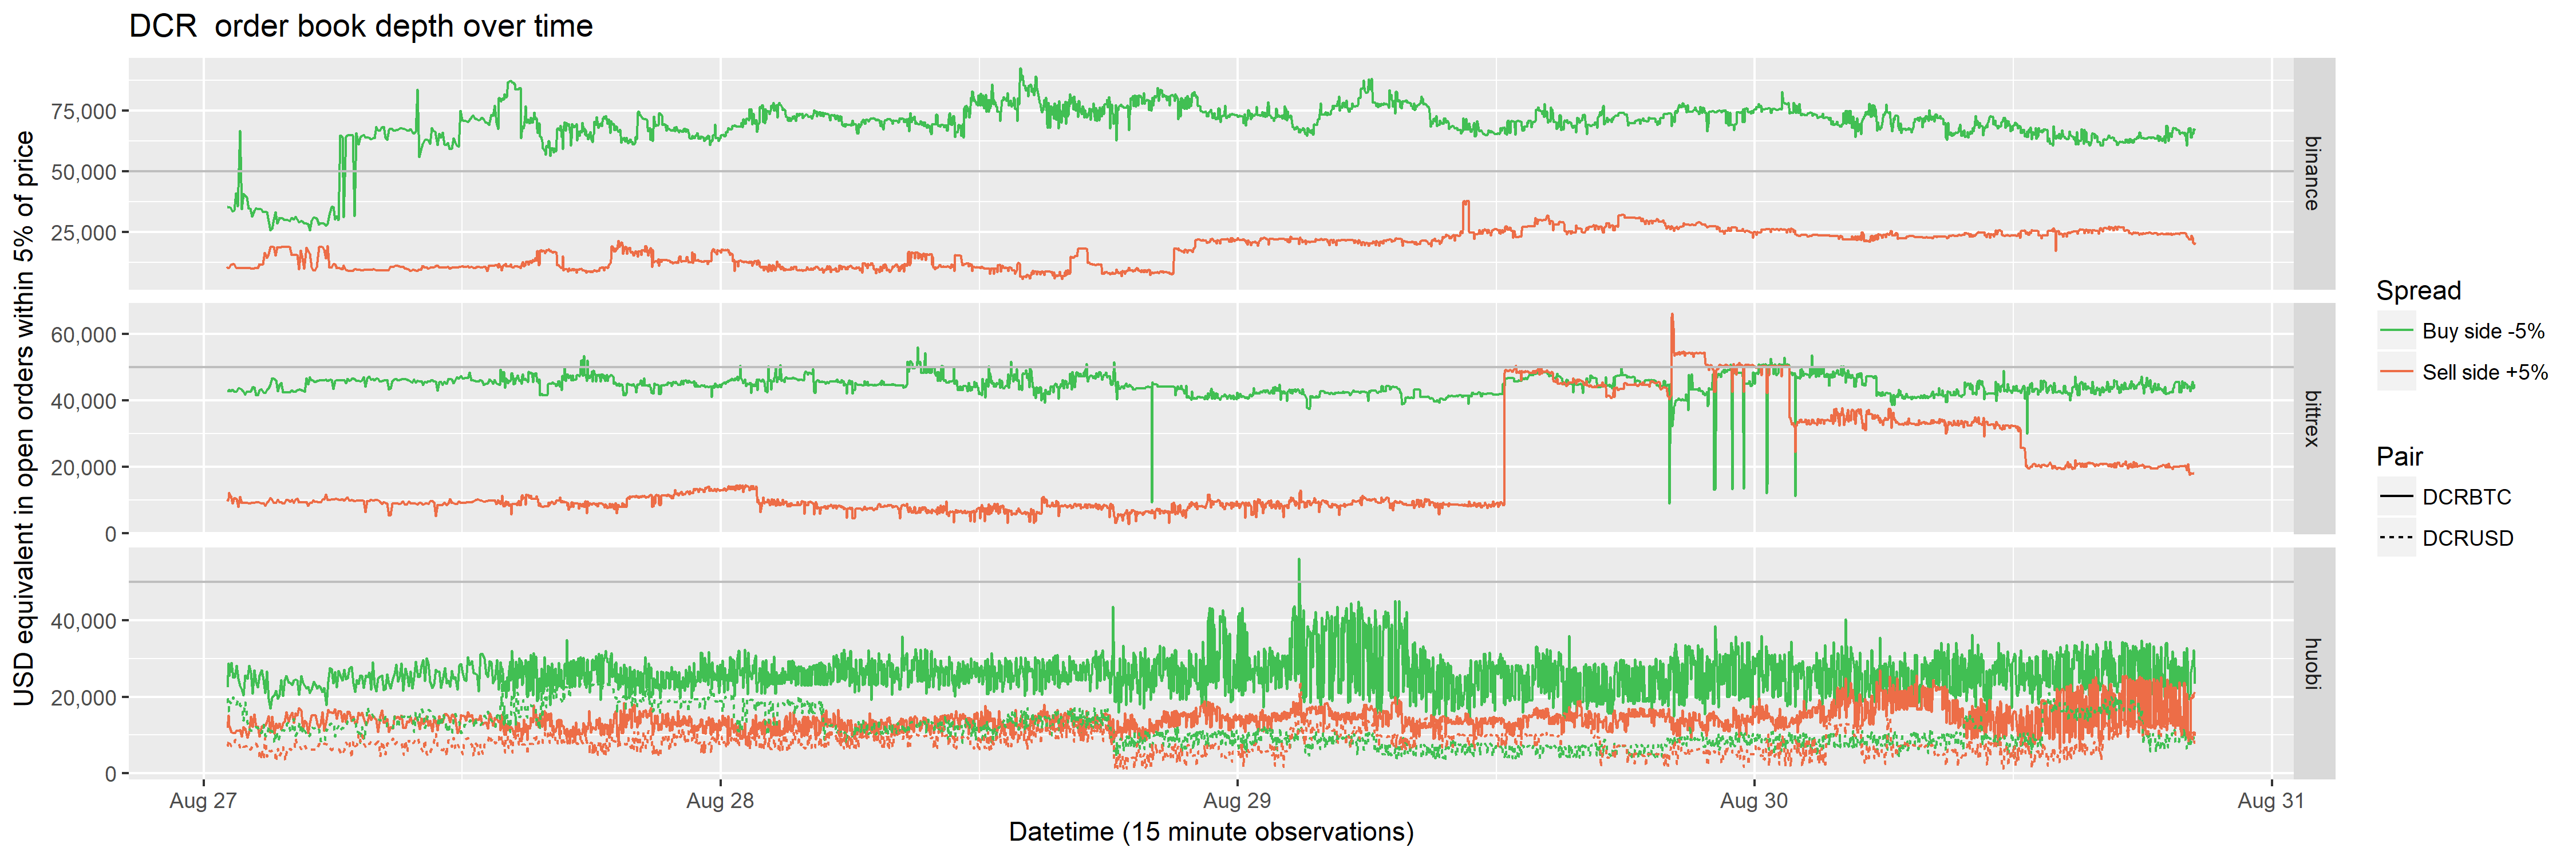 DCR  order book depth over time
USD equivalent in open orders within 5% of price
75,000
50,000
25,000
binance
60,000
40,000
20,000
0
bittrex
40,000
20,000
0
huobi
Aug 27
Aug 28
Aug 29
Aug 30
Aug 31
Datetime (15 minute observations)
Spread
Buy side -5%
Sell side +5%
Pair
DCRBTC
DCRUSD